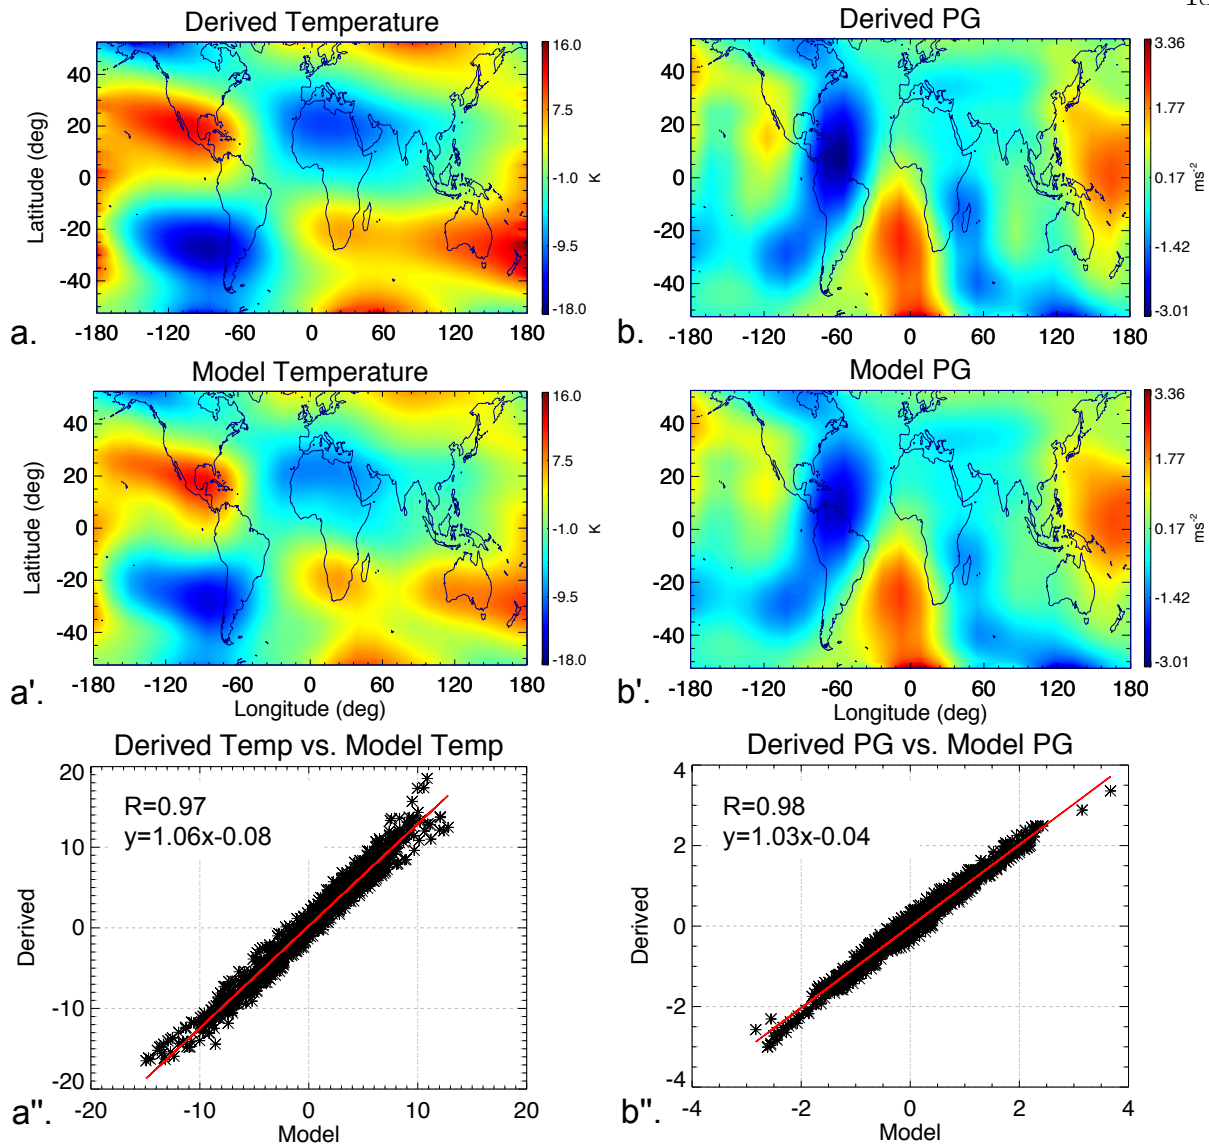 Derived Temperature
Latitude (deg)
40
20
0
-20
-40
-180 -120 -60 0 60 120 180
16.0
7.5
-1.0
-9.5
-18.0
K
a.
Derived PG
40
20
0
-20
-40
-180 -120 -60 0 60 120 180
3.36
1.77
0.17
-1.42
-3.01
ms-2
b.
Model Temperature
Latitude (deg)
40
20
0
-20
-40
-180 -120 -60 0 60 120 180
Longitude (deg)
16.0
7.5
-1.0
-9.5
-18.0
K
a'.
Model PG
40
20
0
-20
-40
-180 -120 -60 0 60 120 180
Longitude (deg)
3.36
1.77
0.17
-1.42
-3.01
ms-2
b'.
Derived Temp vs. Model Temp
R=0.97
y=1.06x-0.08
Derived
20
10
0
-10
-20
-20 -10 0 10 20
Model
a".
Derived PG vs. Model PG
R=0.98
y=1.03x-0.04
Derived
4
2
0
-2
-4
-4 -2 0 2 4
Model
b".